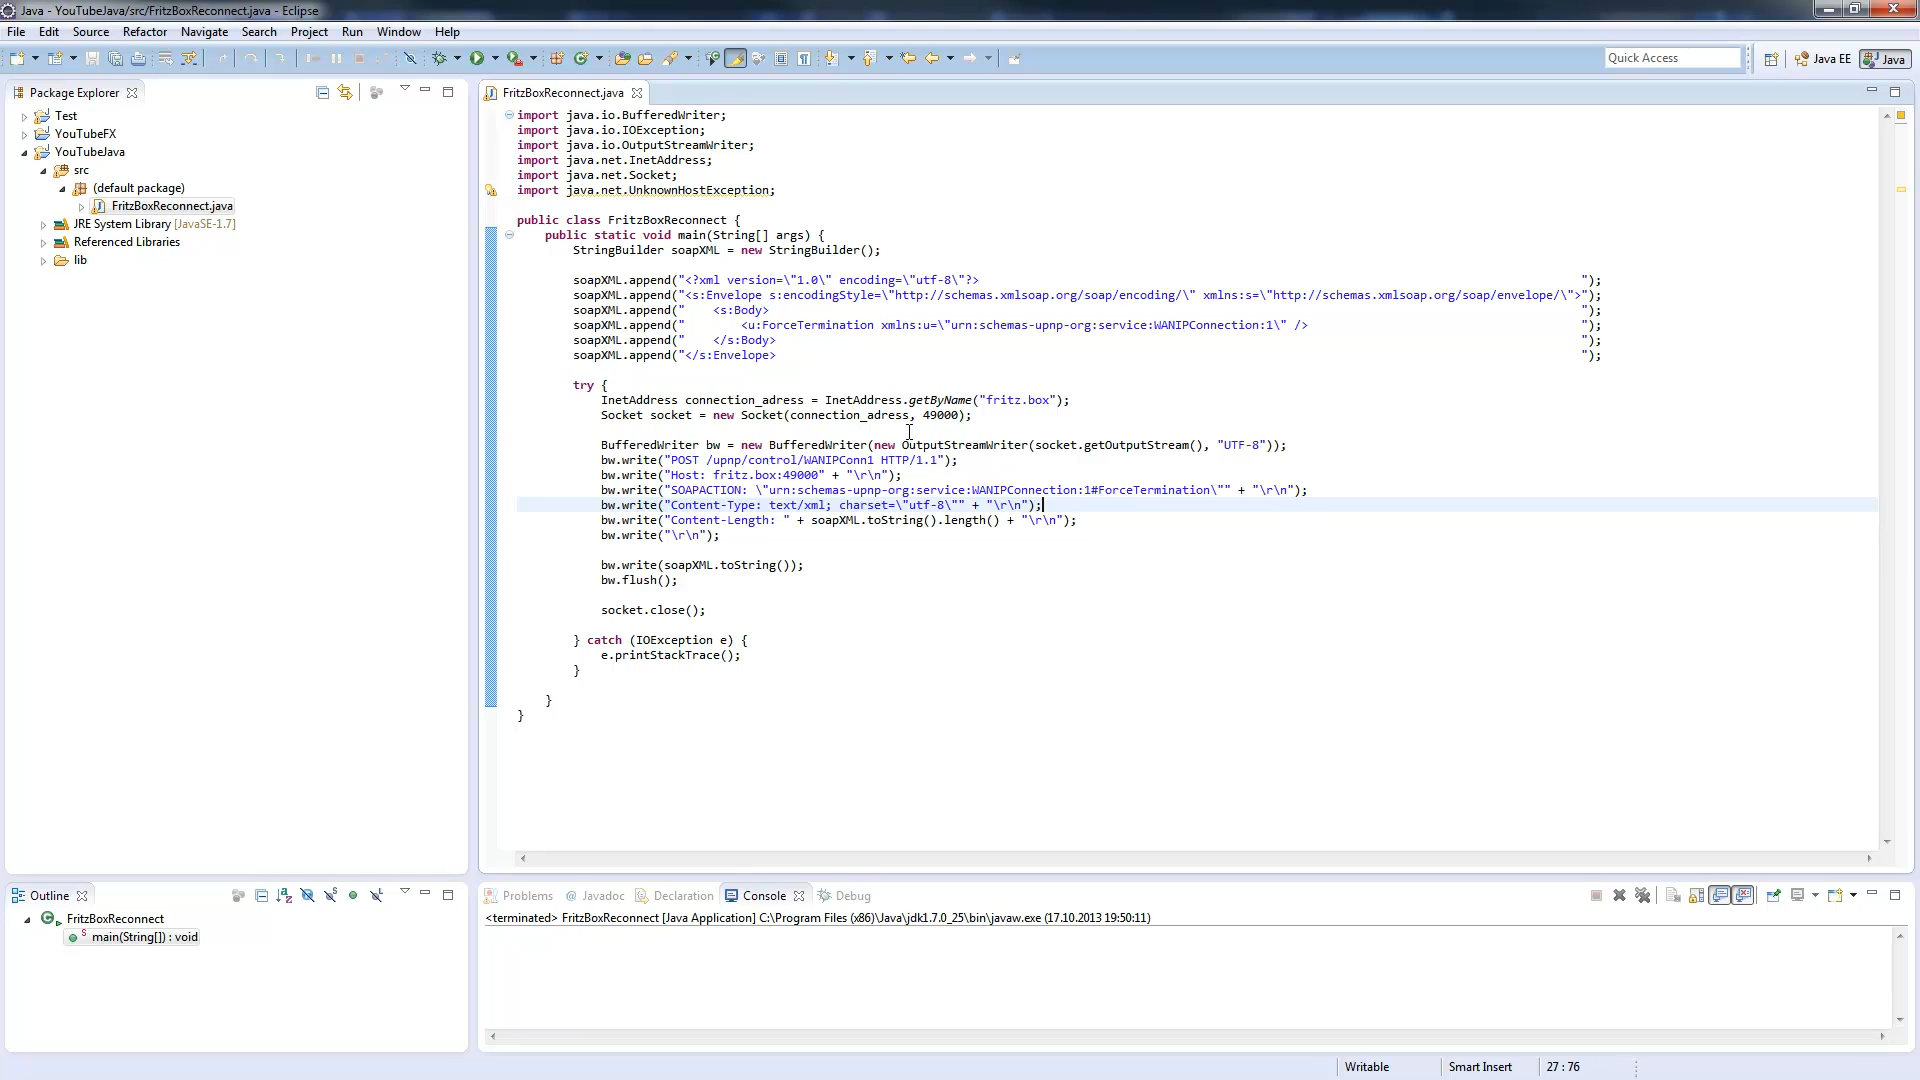 Java - YouTubeJava/src/FritzBoxReconnect.java - Eclipse
File Edit Source Refactor Navigate Search Project Run Window Help
Quick Access Java EE Java
Package Explorer
Test
YouTubeFX
YouTubeJava
src
(default package)
FritzBoxReconnect.java
JRE System Library [JavaSE-1.7]
Referenced Libraries
lib
FritzBoxReconnect.java
import java.io.BufferedWriter;
import java.io.IOException;
import java.io.OutputStreamWriter;
import java.net.InetAddress;
import java.net.Socket;
import java.net.UnknownHostException;
public class FritzBoxReconnect {
public static void main(String[] args) {
StringBuilder soapXML = new StringBuilder();
soapXML.append("<?xml version=\"1.0\" encoding=\"utf-8\"?> ");
soapXML.append("<s:Envelope s:encodingStyle=\"http://schemas.xmlsoap.org/soap/encoding/\" xmlns:s=\"http://schemas.xmlsoap.org/soap/envelope/\">");
soapXML.append(" <s:Body> ");
soapXML.append(" <u:ForceTermination xmlns:u=\"urn:schemas-upnp-org:service:WANIPConnection:1\" /> ");
soapXML.append(" </s:Body> ");
soapXML.append("</s:Envelope> ");
try {
InetAddress connection_adress = InetAddress.getByName("fritz.box");
Socket socket = new Socket(connection_adress, 49000);
BufferedWriter bw = new BufferedWriter(new OutputStreamWriter(socket.getOutputStream(), "UTF-8"));
bw.write("POST /upnp/control/WANIPConn1 HTTP/1.1");
bw.write("Host: fritz.box:49000" + "\r\n");
bw.write("SOAPACTION: \"urn:schemas-upnp-org:service:WANIPConnection:1#ForceTermination\"" + "\r\n");
bw.write("Content-Type: text/xml; charset=\"utf-8\"" + "\r\n");
bw.write("Content-Length: " + soapXML.toString().length() + "\r\n");
bw.write("\r\n");
bw.write(soapXML.toString());
bw.flush();
socket.close();
} catch (IOException e) {
e.printStackTrace();
}
}
}
Outline
FritzBoxReconnect
main(String[]) : void
Problems Javadoc Declaration Console Debug
<terminated> FritzBoxReconnect [Java Application] C:\Program Files (x86)\Java\jdk1.7.0_25\bin\javaw.exe (17.10.2013 19:50:11)
Writable Smart Insert 27 : 76